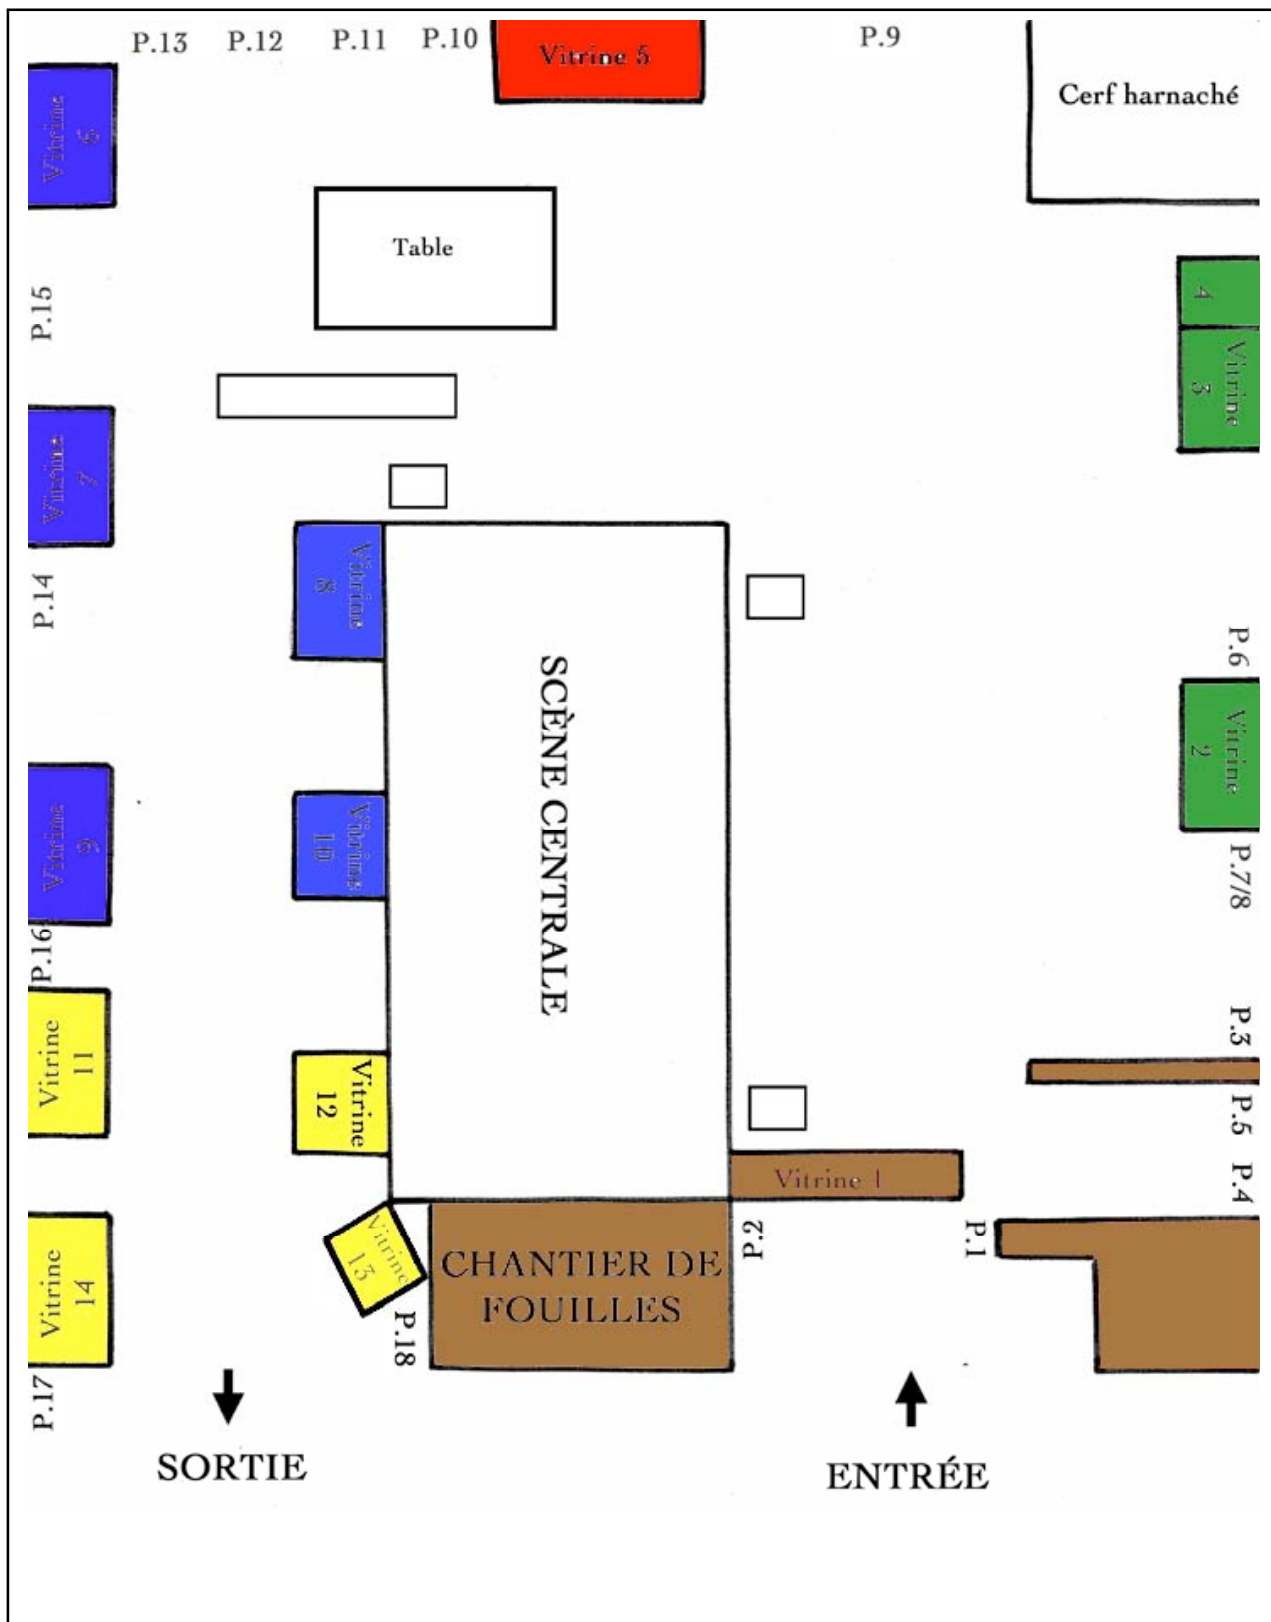 P.13
P.12
P.11
P.10
Vitrine 5
P.9
Cerf harnaché
Vitrine
Table
4
P.15
Vitrine
3
Vitrine
7
Vitrine
8
P.14
P.6
SCÈNE CENTRALE
Vitrine
2
Vitrine
Vitrine
10
P.7/8
P.16
P.3
Vitrine
11
Vitrine
12
P.5
Vitrine 1
P.4
P.2
P.1
Vitrine
13
CHANTIER DE
FOUILLES
Vitrine
14
P.18
P.17
SORTIE
ENTRÉE